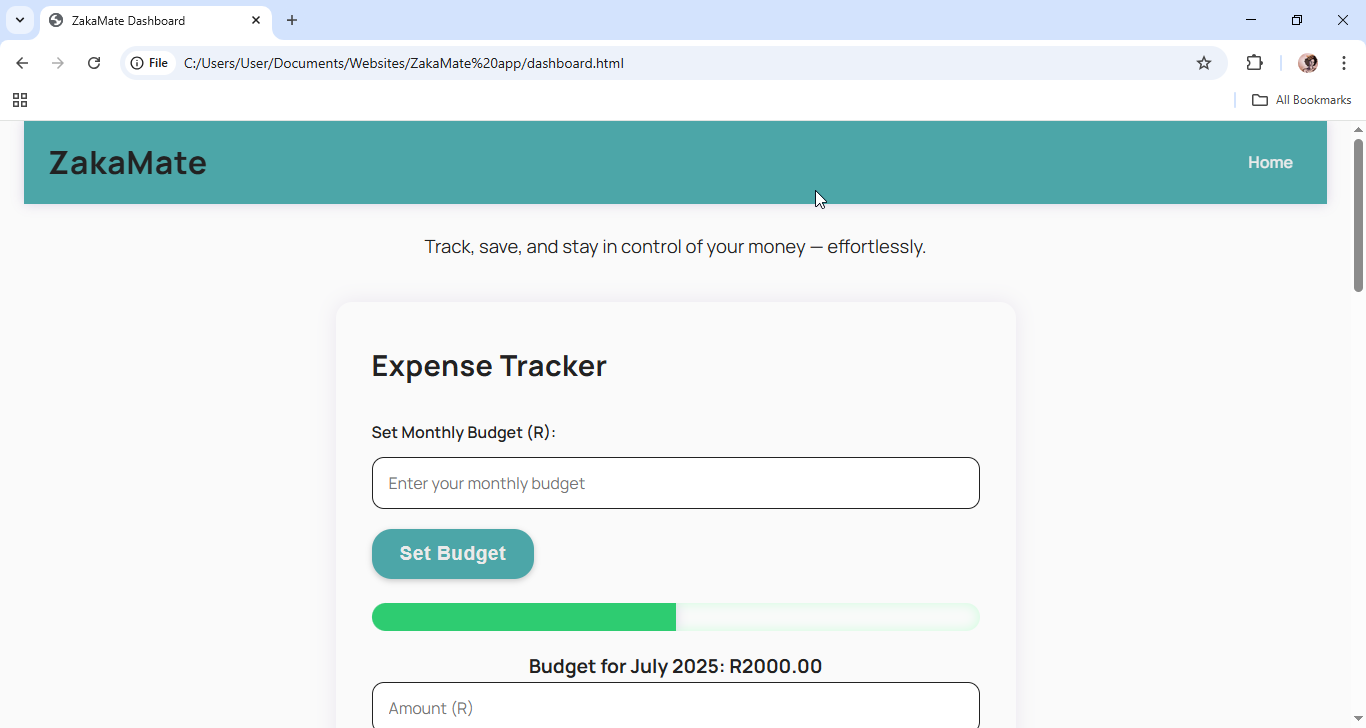 ZakaMate Dashboard
File
C:/Users/User/Documents/Websites/ZakaMate%20app/dashboard.html
All Bookmarks
ZakaMate
Home
Track, save, and stay in control of your money — effortlessly.
Expense Tracker
Set Monthly Budget (R):
Enter your monthly budget
Set Budget
Budget for July 2025: R2000.00
Amount (R)